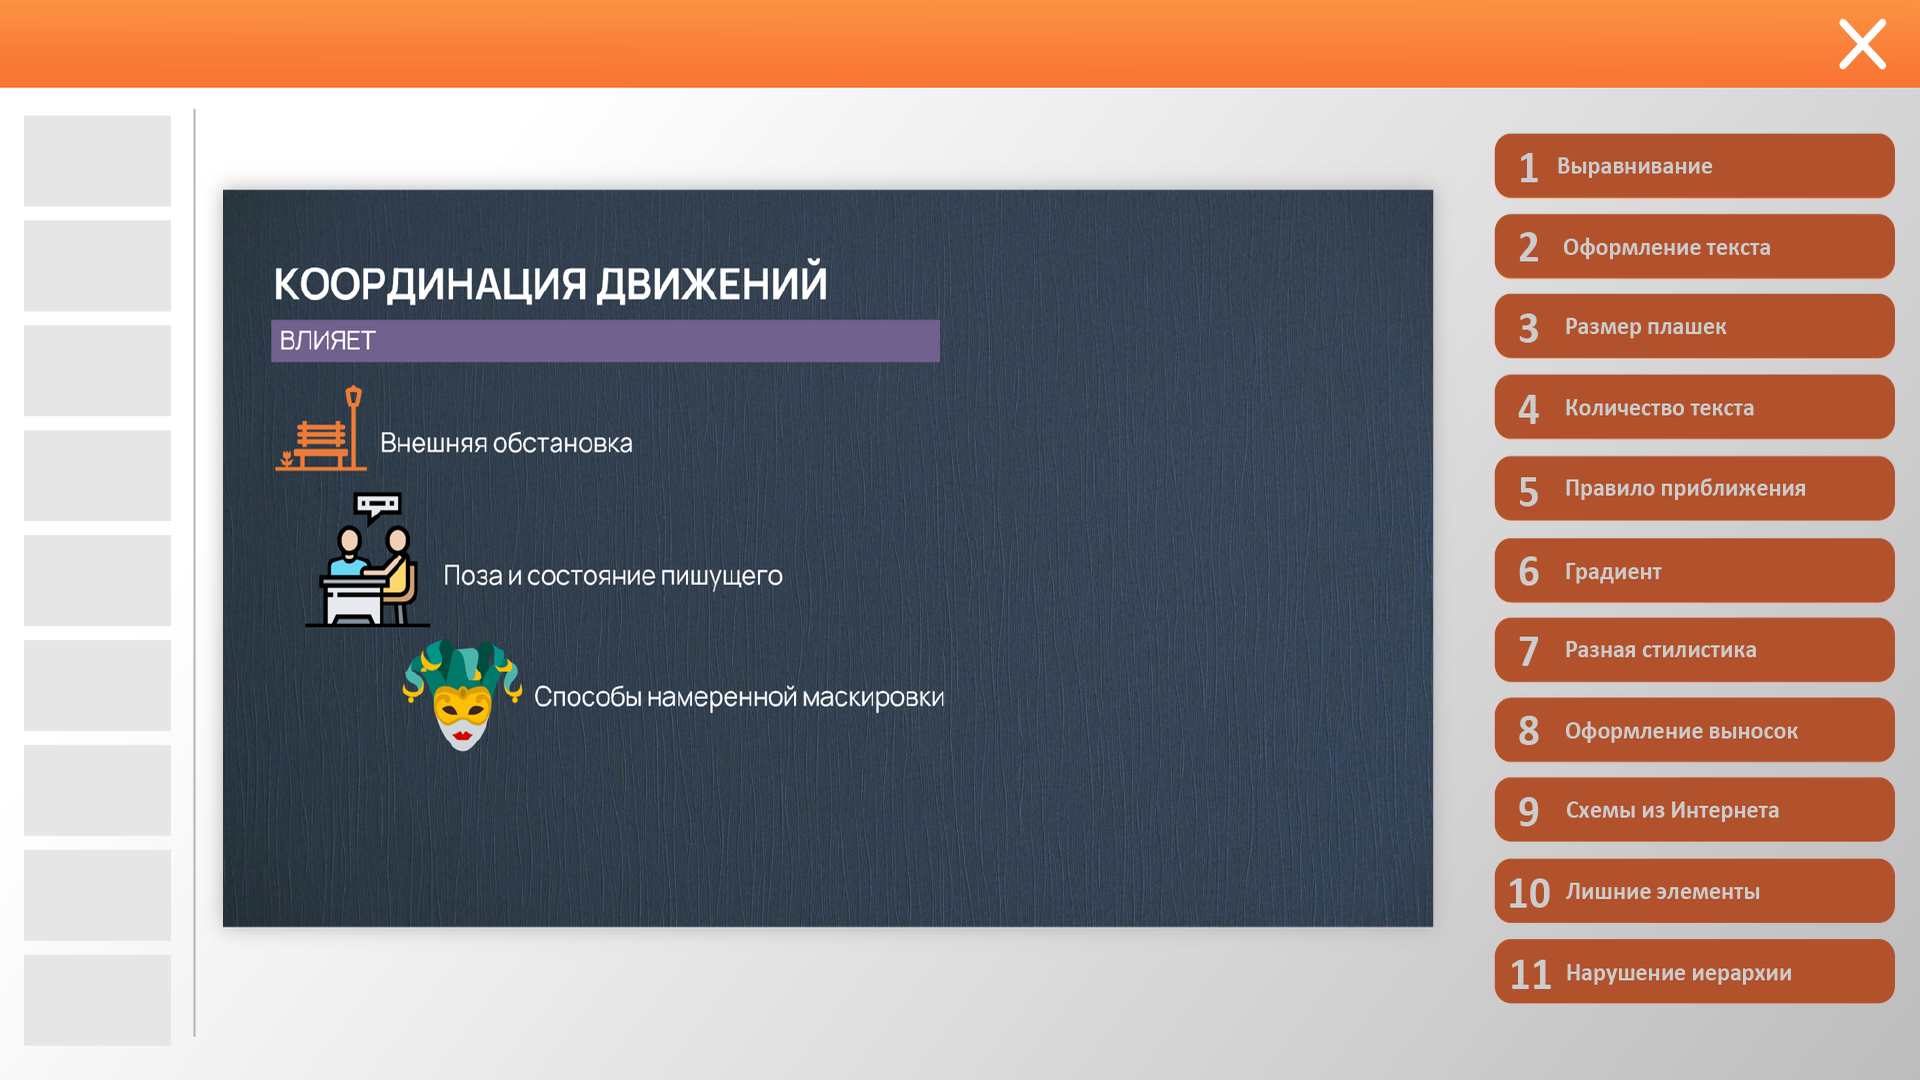 КООРДИНАЦИЯ ДВИЖЕНИЙ
ВЛИЯЕТ
Внешняя обстановка
Поза и состояние пишущего
Способы намеренной маскировки
1 Выравнивание
2 Оформление текста
3 Размер плашек
4 Количество текста
5 Правило приближения
6 Градиент
7 Разная стилистика
8 Оформление выносок
9 Схемы из Интернета
10 Лишние элементы
11 Нарушение иерархии